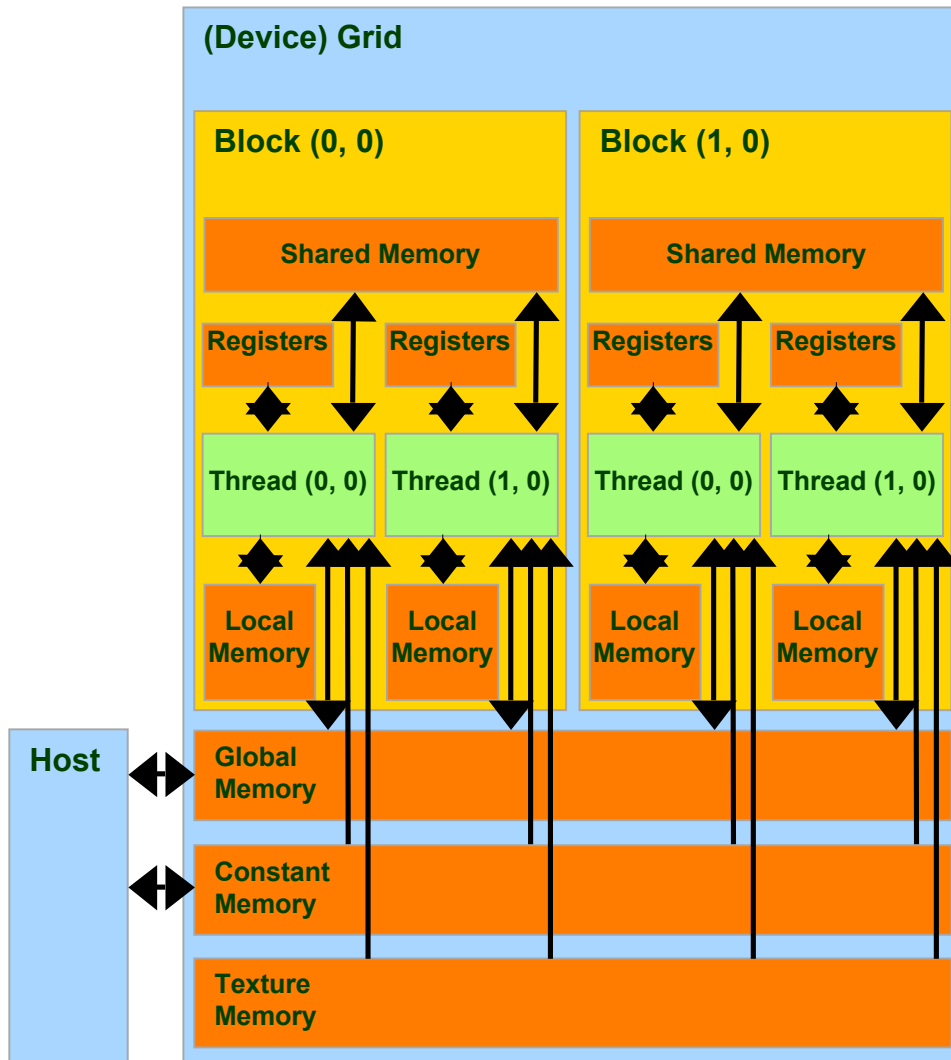 (Device) Grid
Block (0, 0)
Block (1, 0)
Shared Memory
Shared Memory
Registers
Registers
Registers
Registers
Thread (0, 0)
Thread (1, 0)
Thread (0, 0)
Thread (1, 0)
Local
Memory
Local
Memory
Local
Memory
Local
Memory
Host
Global
Memory
Constant
Memory
Texture
Memory